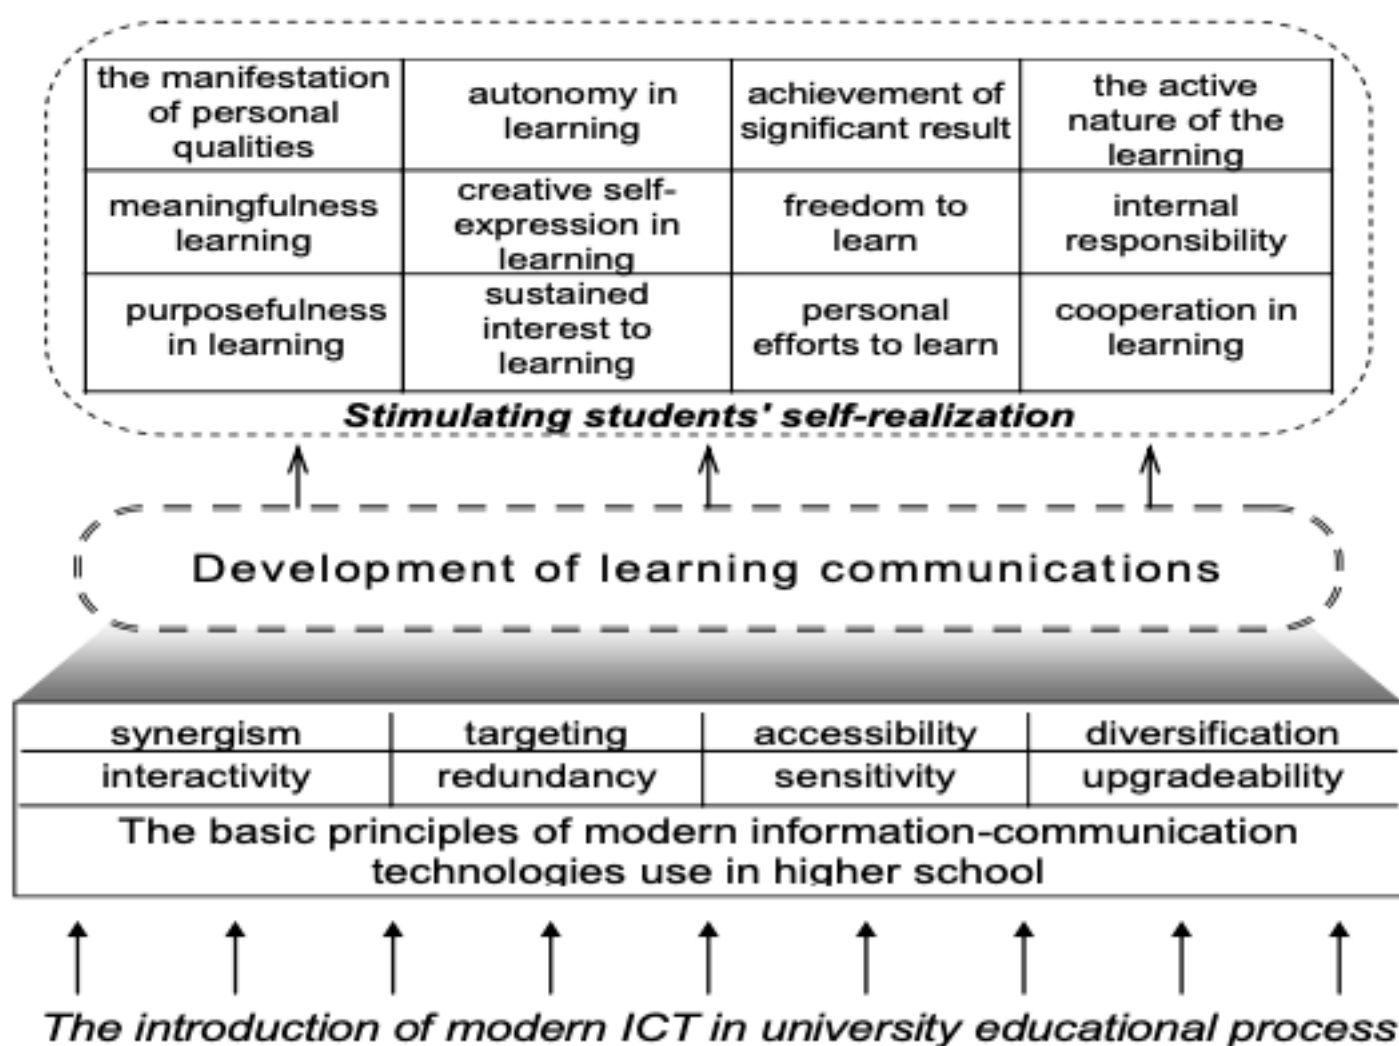 the manifestation
of personal
qualities
autonomy in
learning
achievement of
significant result
the active
nature of the
learning
meaningfulness
learning
creative self-
expression in
learning
freedom to
learn
internal
responsibility
purposefulness
in learning
sustained
interest to
learning
personal
efforts to learn
cooperation in
learning
Stimulating students' self-realization
Development of learning communications
synergism
targeting
accessibility
diversification
interactivity
redundancy
sensitivity
upgradeability
The basic principles of modern information-communication
technologies use in higher school
The introduction of modern ICT in university educational process